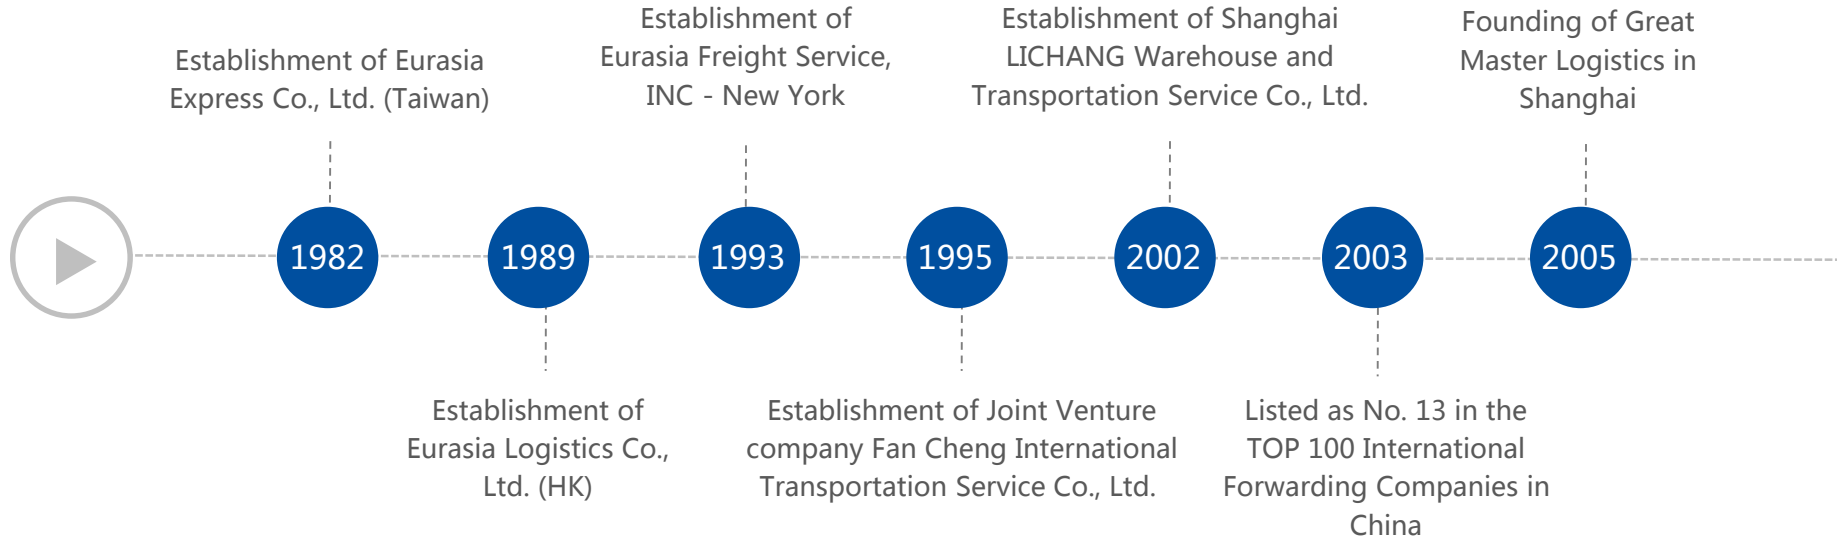 Establishment of Eurasia
Express Co., Ltd. (Taiwan)
Establishment of
Eurasia Freight Service,
INC - New York
Establishment of Shanghai
LICHANG Warehouse and
Transportation Service Co., Ltd.
Founding of Great
Master Logistics in
Shanghai
1982
1989
1993
1995
2002
2003
2005
Establishment of
Eurasia Logistics Co.,
Ltd. (HK)
Establishment of Joint Venture
company Fan Cheng International
Transportation Service Co., Ltd.
Listed as No. 13 in the
TOP 100 International
Forwarding Companies in
China